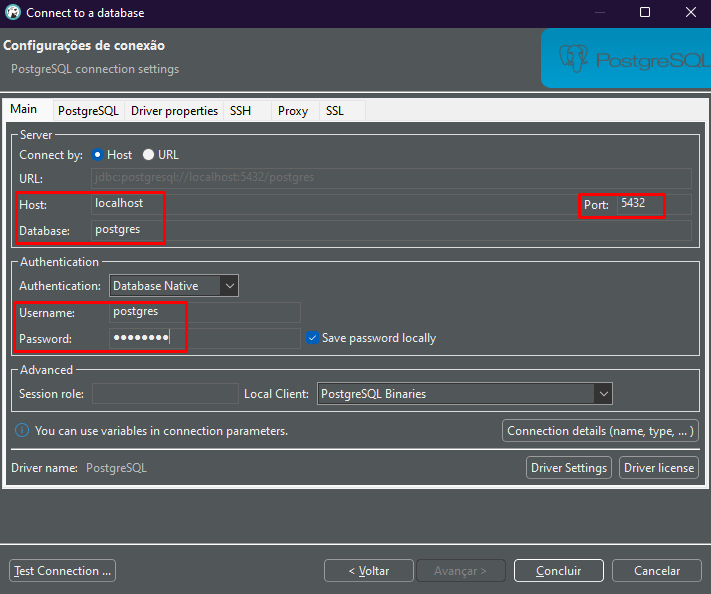 Connect to a database
Configurações de conexão
PostgreSQL connection settings
PostgreSQL
Main PostgreSQL Driver properties SSH Proxy SSL
Server
Connect by: Host URL
URL: jdbc:postgresql://localhost:5432/postgres
Host: localhost Port: 5432
Database: postgres
Authentication
Authentication: Database Native
Username: postgres
Password: ●●●●●●●●
Save password locally
Advanced
Session role: Local Client: PostgreSQL Binaries
You can use variables in connection parameters. Connection details (name, type, ... )
Driver name: PostgreSQL Driver Settings Driver license
Test Connection ... < Voltar Avançar > Concluir Cancelar